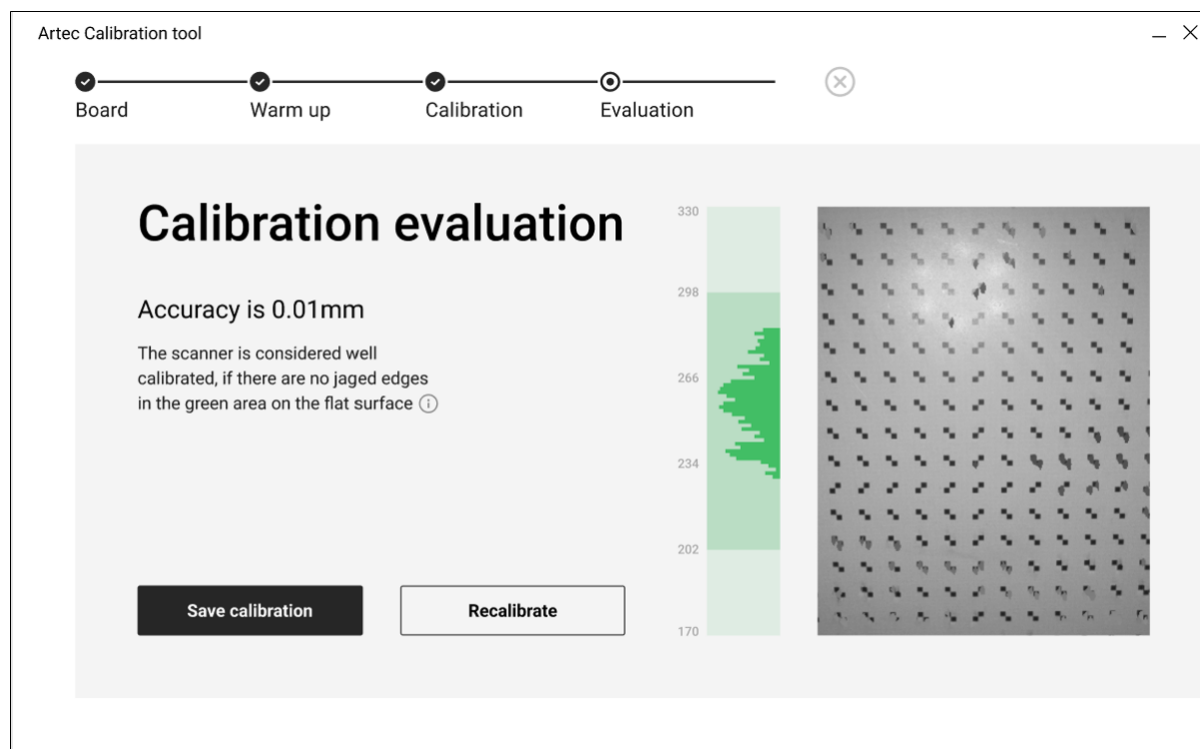 Artec Calibration tool
Board
Warm up
Calibration
Evaluation
Calibration evaluation
Accuracy is 0.01mm
The scanner is considered well
calibrated, if there are no jaged edges
in the green area on the flat surface
Save calibration
Recalibrate
330
298
266
234
202
170